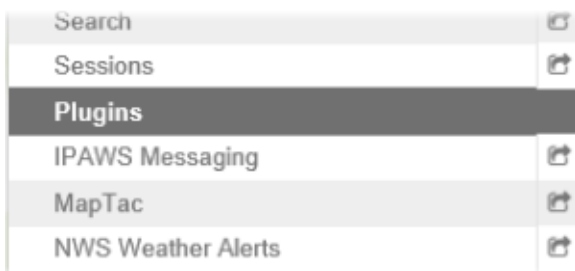 Search
Sessions
Plugins
IPAWS Messaging
MapTac
NWS Weather Alerts